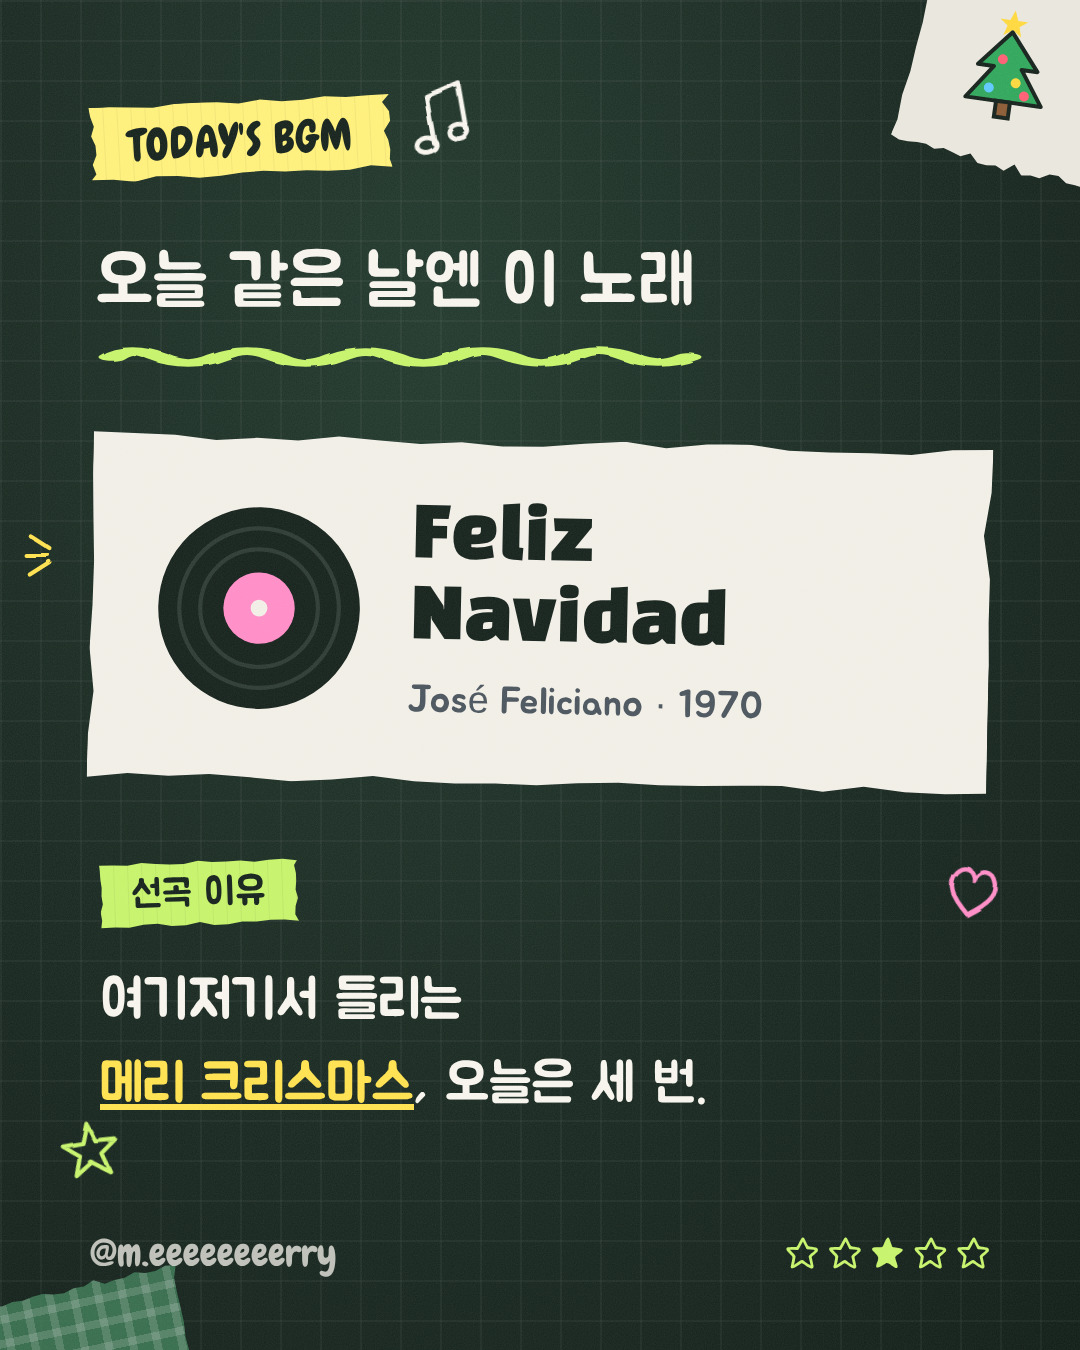 TODAY'S BGM
오늘 같은 날엔 이 노래
Feliz
Navidad
José Feliciano · 1970
선곡 이유
여기저기서 들리는
메리 크리스마스, 오늘은 세 번.
@m.eeeeeeeerry